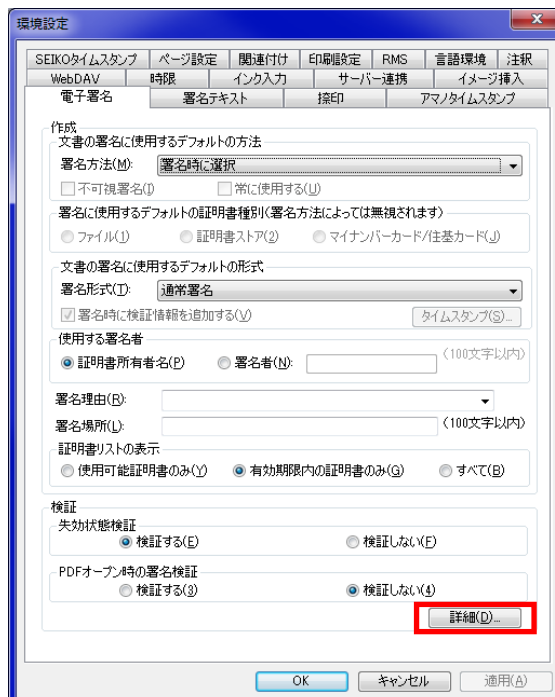 環境設定
SEIKOタイムスタンプ ページ設定 関連付け 印刷設定 RMS 言語環境 注釈
WebDAV 時限 インク入力 サーバー連携 イメージ挿入
電子署名 署名テキスト 捺印 アマノタイムスタンプ
作成
文書の署名に使用するデフォルトの方法
署名方法(M): 署名時に選択
不可視署名(I) 常に使用する(U)
署名に使用するデフォルトの証明書種別(署名方法によっては無視されます)
ファイル(1) 証明書ストア(2) マイナンバーカード/住基カード(J)
文書の署名に使用するデフォルトの形式
署名形式(T): 通常署名
署名時に検証情報を追加する(V) タイムスタンプ(S)...
使用する署名者
証明書所有者名(P) 署名者(N): (100文字以内)
署名理由(R):
署名場所(L): (100文字以内)
証明書リストの表示
使用可能証明書のみ(Y) 有効期限内の証明書のみ(G) すべて(B)
検証
失効状態検証
検証する(E) 検証しない(F)
PDFオープン時の署名検証
検証する(3) 検証しない(4)
詳細(D)...
OK キャンセル 適用(A)